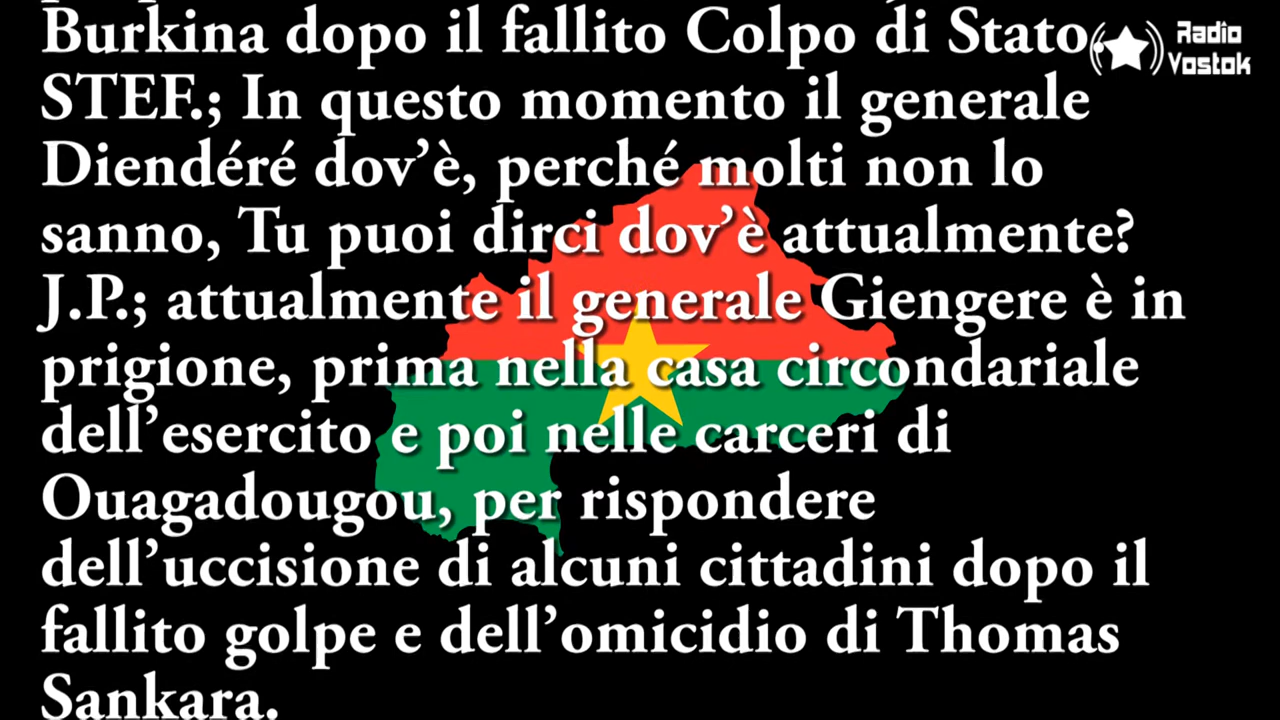 Burkina dopo il fallito Colpo di Stato.
STEF.; In questo momento il generale
Diendéré dov’è, perché molti non lo
sanno, Tu puoi dirci dov’è attualmente?
J.P.; attualmente il generale Giengere è in
prigione, prima nella casa circondariale
dell’esercito e poi nelle carceri di
Ouagadougou, per rispondere
dell’uccisione di alcuni cittadini dopo il
fallito golpe e dell’omicidio di Thomas
Sankara.
Radio
Vostok